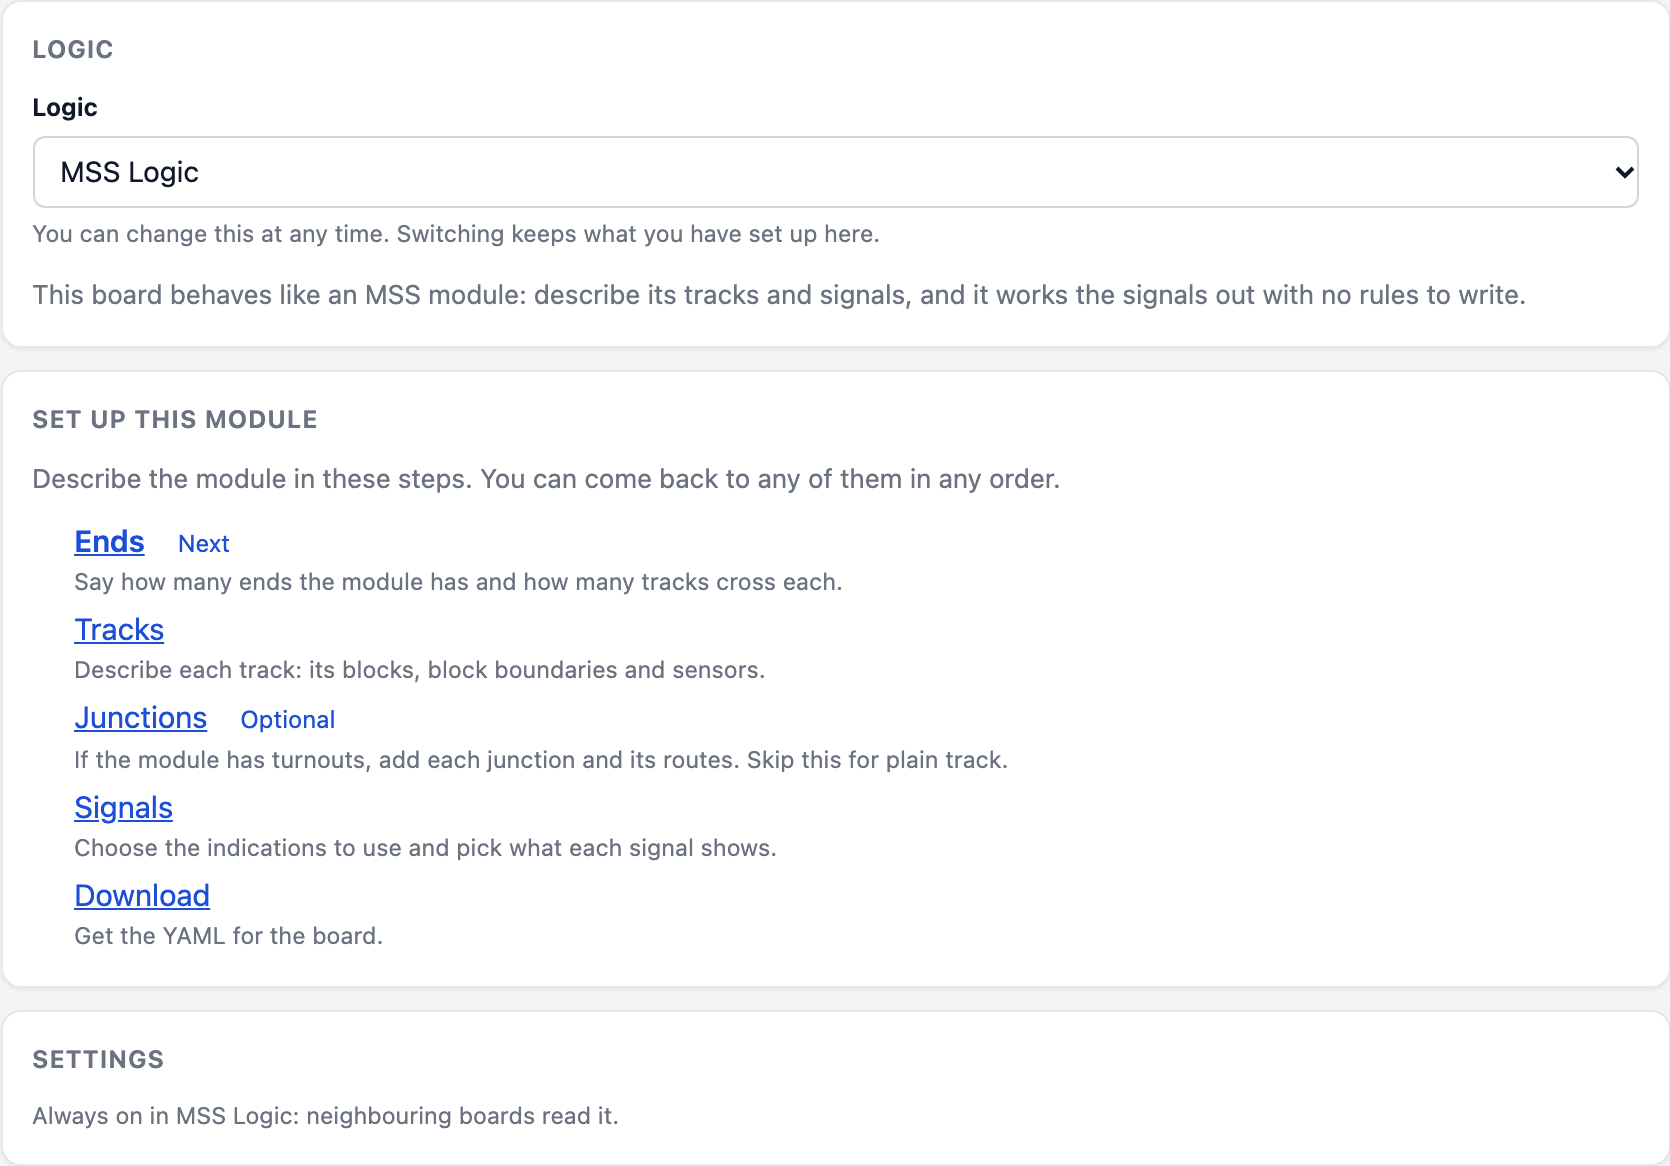 LOGIC
Logic
MSS Logic
You can change this at any time. Switching keeps what you have set up here.
This board behaves like an MSS module: describe its tracks and signals, and it works the signals out with no rules to write.
SET UP THIS MODULE
Describe the module in these steps. You can come back to any of them in any order.
Ends Next
Say how many ends the module has and how many tracks cross each.
Tracks
Describe each track: its blocks, block boundaries and sensors.
Junctions Optional
If the module has turnouts, add each junction and its routes. Skip this for plain track.
Signals
Choose the indications to use and pick what each signal shows.
Download
Get the YAML for the board.
SETTINGS
Always on in MSS Logic: neighbouring boards read it.